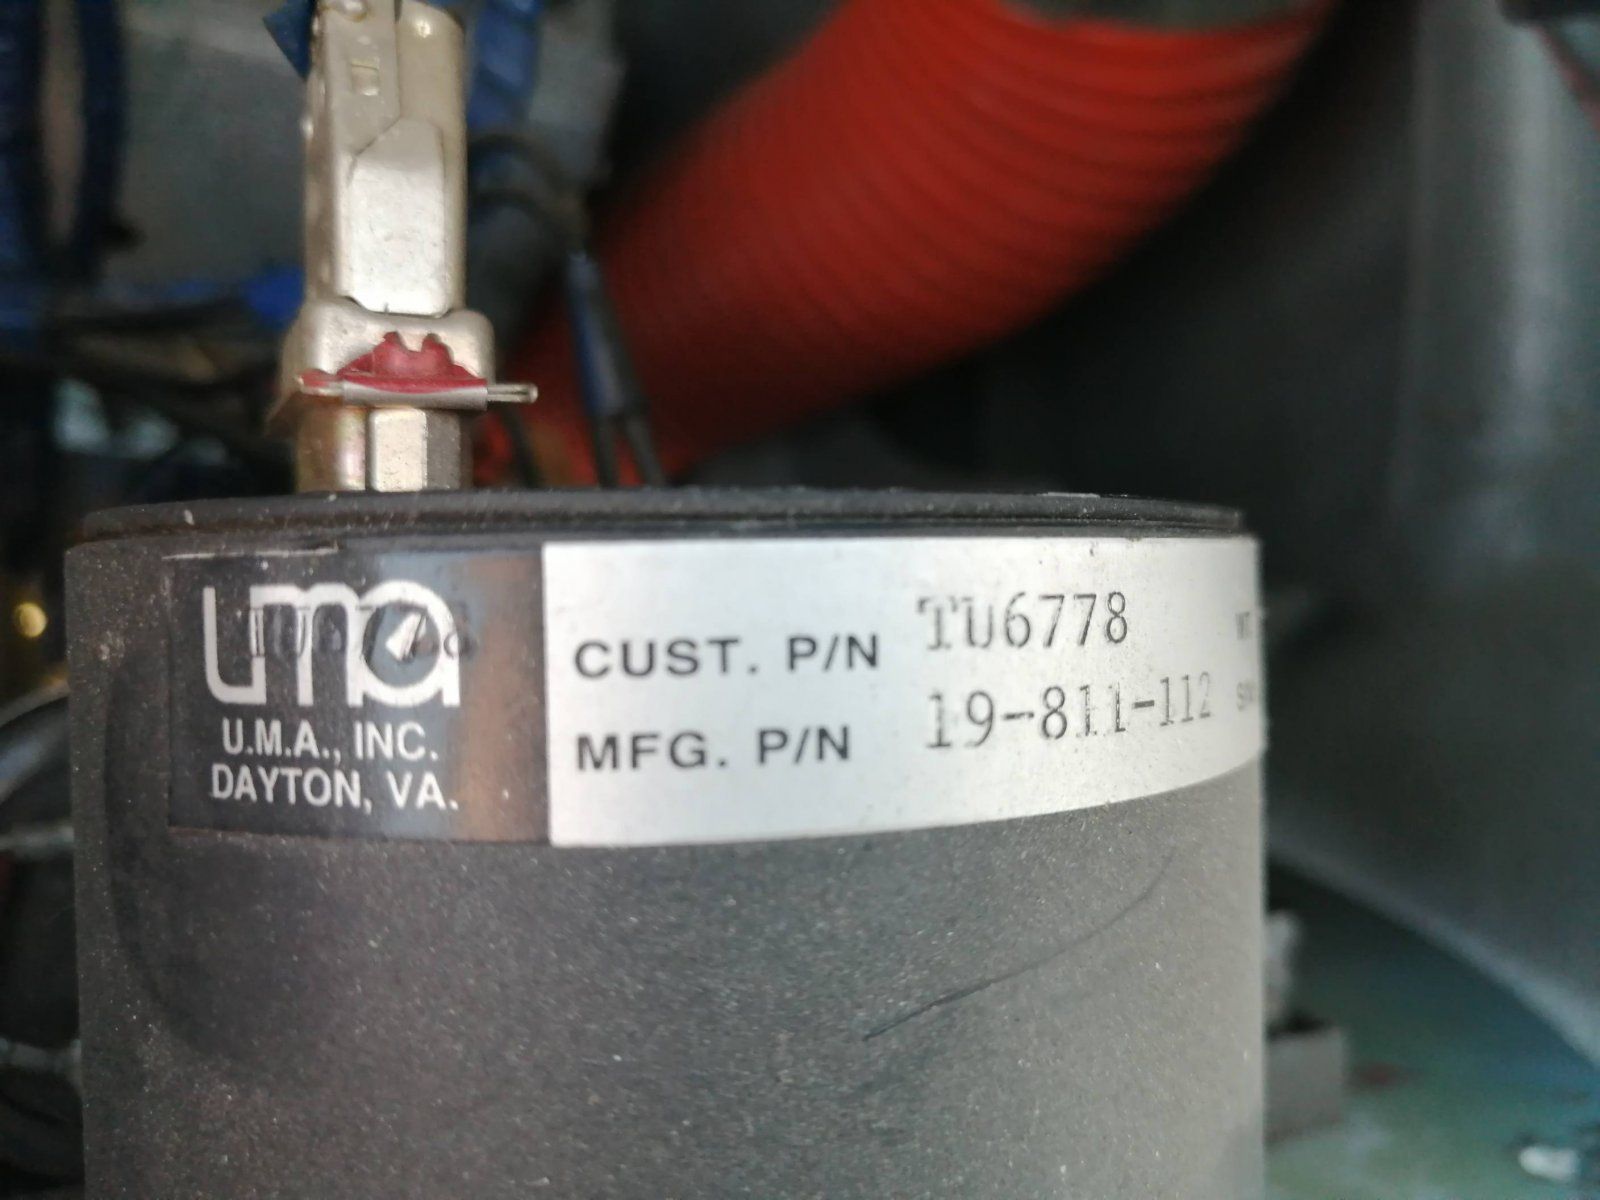 uma
U.M.A., INC.
DAYTON, VA.
CUST. P/N TU6778
MFG. P/N 19-811-112